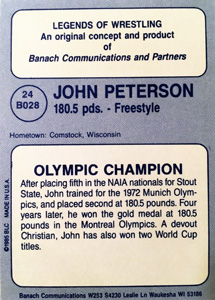 LEGENDS OF WRESTLING
An original concept and product
of
Banach Communications and Partners
24
B028
JOHN PETERSON
180.5 pds. - Freestyle
Hometown: Comstock, Wisconsin
OLYMPIC CHAMPION
After placing fifth in the NAIA nationals for Stout
State, John trained for the 1972 Munich Olym-
pics, and placed second at 180.5 pounds. Four
years later, he won the gold medal at 180.5
pounds in the Montreal Olympics. A devout
Christian, John has also won two World Cup
titles.
©1985 BLC MADE IN U.S.A.
Banach Communications W253 S4230 Leslie Ln Waukesha WI 53186